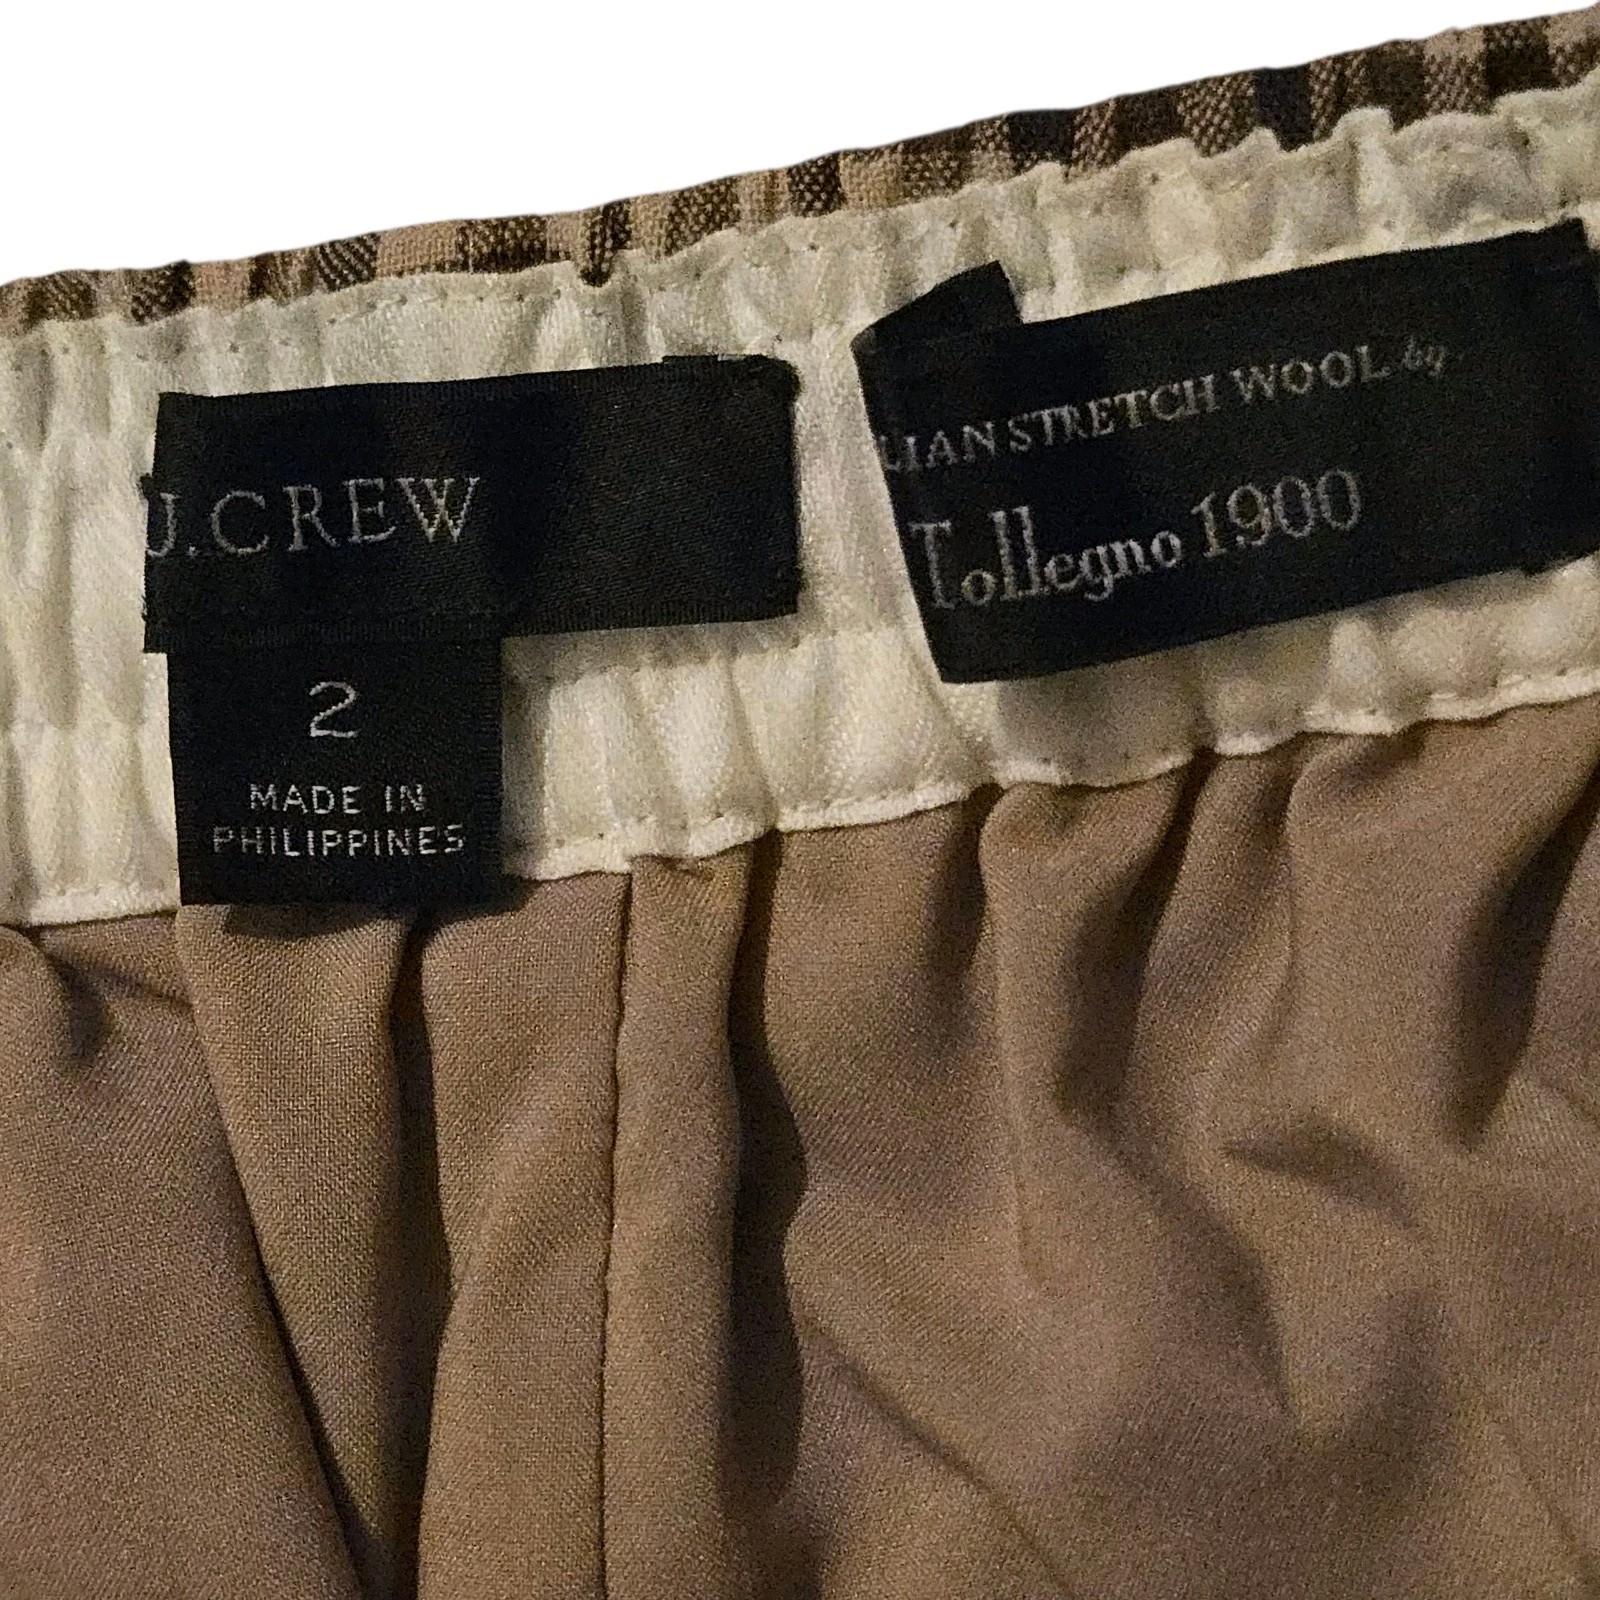 J.CREW
2
MADE IN
PHILIPPINES
LIAN STRETCH WOOL by
Tollegno 1900